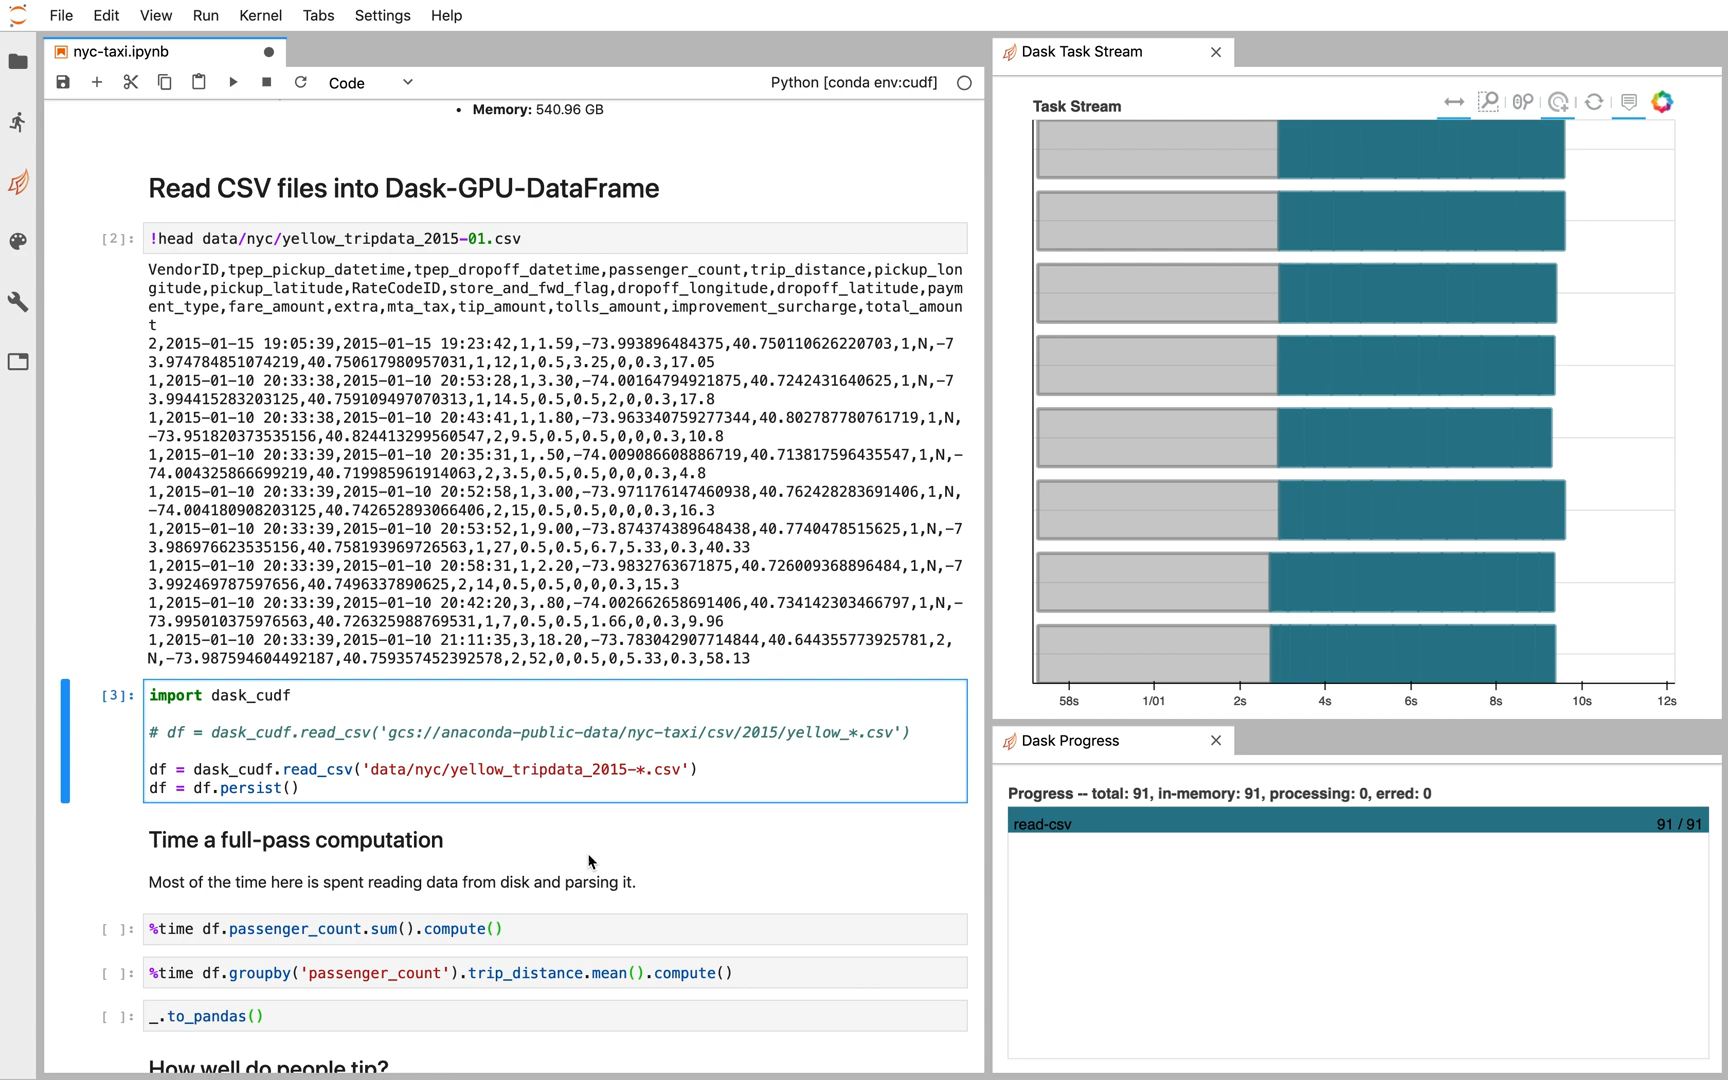 File Edit View Run Kernel Tabs Settings Help
nyc-taxi.ipynb
Code
Python [conda env:cudf]
• Memory: 540.96 GB
Read CSV files into Dask-GPU-DataFrame
[2]: !head data/nyc/yellow_tripdata_2015-01.csv
VendorID,tpep_pickup_datetime,tpep_dropoff_datetime,passenger_count,trip_distance,pickup_lon
gitude,pickup_latitude,RateCodeID,store_and_fwd_flag,dropoff_longitude,dropoff_latitude,paym
ent_type,fare_amount,extra,mta_tax,tip_amount,tolls_amount,improvement_surcharge,total_amoun
t
2,2015-01-15 19:05:39,2015-01-15 19:23:42,1,1.59,-73.993896484375,40.750110626220703,1,N,-7
3.974784851074219,40.750617980957031,1,12,1,0.5,3.25,0,0.3,17.05
1,2015-01-10 20:33:38,2015-01-10 20:53:28,1,3.30,-74.00164794921875,40.7242431640625,1,N,-7
3.994415283203125,40.759109497070313,1,14.5,0.5,0.5,2,0,0.3,17.8
1,2015-01-10 20:33:38,2015-01-10 20:43:41,1,1.80,-73.963340759277344,40.802787780761719,1,N,
-73.951820373535156,40.824413299560547,2,9.5,0.5,0.5,0,0,0.3,10.8
1,2015-01-10 20:33:39,2015-01-10 20:35:31,1,.50,-74.009086608886719,40.713817596435547,1,N,-
74.004325866699219,40.719985961914063,2,3.5,0.5,0.5,0,0,0.3,4.8
1,2015-01-10 20:33:39,2015-01-10 20:52:58,1,3.00,-73.971176147460938,40.762428283691406,1,N,
-74.004180908203125,40.742652893066406,2,15,0.5,0.5,0,0,0.3,16.3
1,2015-01-10 20:33:39,2015-01-10 20:53:52,1,9.00,-73.874374389648438,40.7740478515625,1,N,-7
3.986976623535156,40.758193969726563,1,27,0.5,0.5,6.7,5.33,0.3,40.33
1,2015-01-10 20:33:39,2015-01-10 20:58:31,1,2.20,-73.9832763671875,40.726009368896484,1,N,-7
3.992469787597656,40.7496337890625,2,14,0.5,0.5,0,0,0.3,15.3
1,2015-01-10 20:33:39,2015-01-10 20:42:20,3,.80,-74.002662658691406,40.734142303466797,1,N,-
73.995010375976563,40.726325988769531,1,7,0.5,0.5,1.66,0,0.3,9.96
1,2015-01-10 20:33:39,2015-01-10 21:11:35,3,18.20,-73.783042907714844,40.644355773925781,2,
N,-73.987594604492187,40.759357452392578,2,52,0,0.5,0,5.33,0.3,58.13
[3]: import dask_cudf
# df = dask_cudf.read_csv('gcs://anaconda-public-data/nyc-taxi/csv/2015/yellow_*.csv')
df = dask_cudf.read_csv('data/nyc/yellow_tripdata_2015-*.csv')
df = df.persist()
Time a full-pass computation
Most of the time here is spent reading data from disk and parsing it.
[ ]: %time df.passenger_count.sum().compute()
[ ]: %time df.groupby('passenger_count').trip_distance.mean().compute()
[ ]: _.to_pandas()
How well do people tip?
Dask Task Stream
Task Stream
58s 1/01 2s 4s 6s 8s 10s 12s
Dask Progress
Progress -- total: 91, in-memory: 91, processing: 0, erred: 0
read-csv 91 / 91